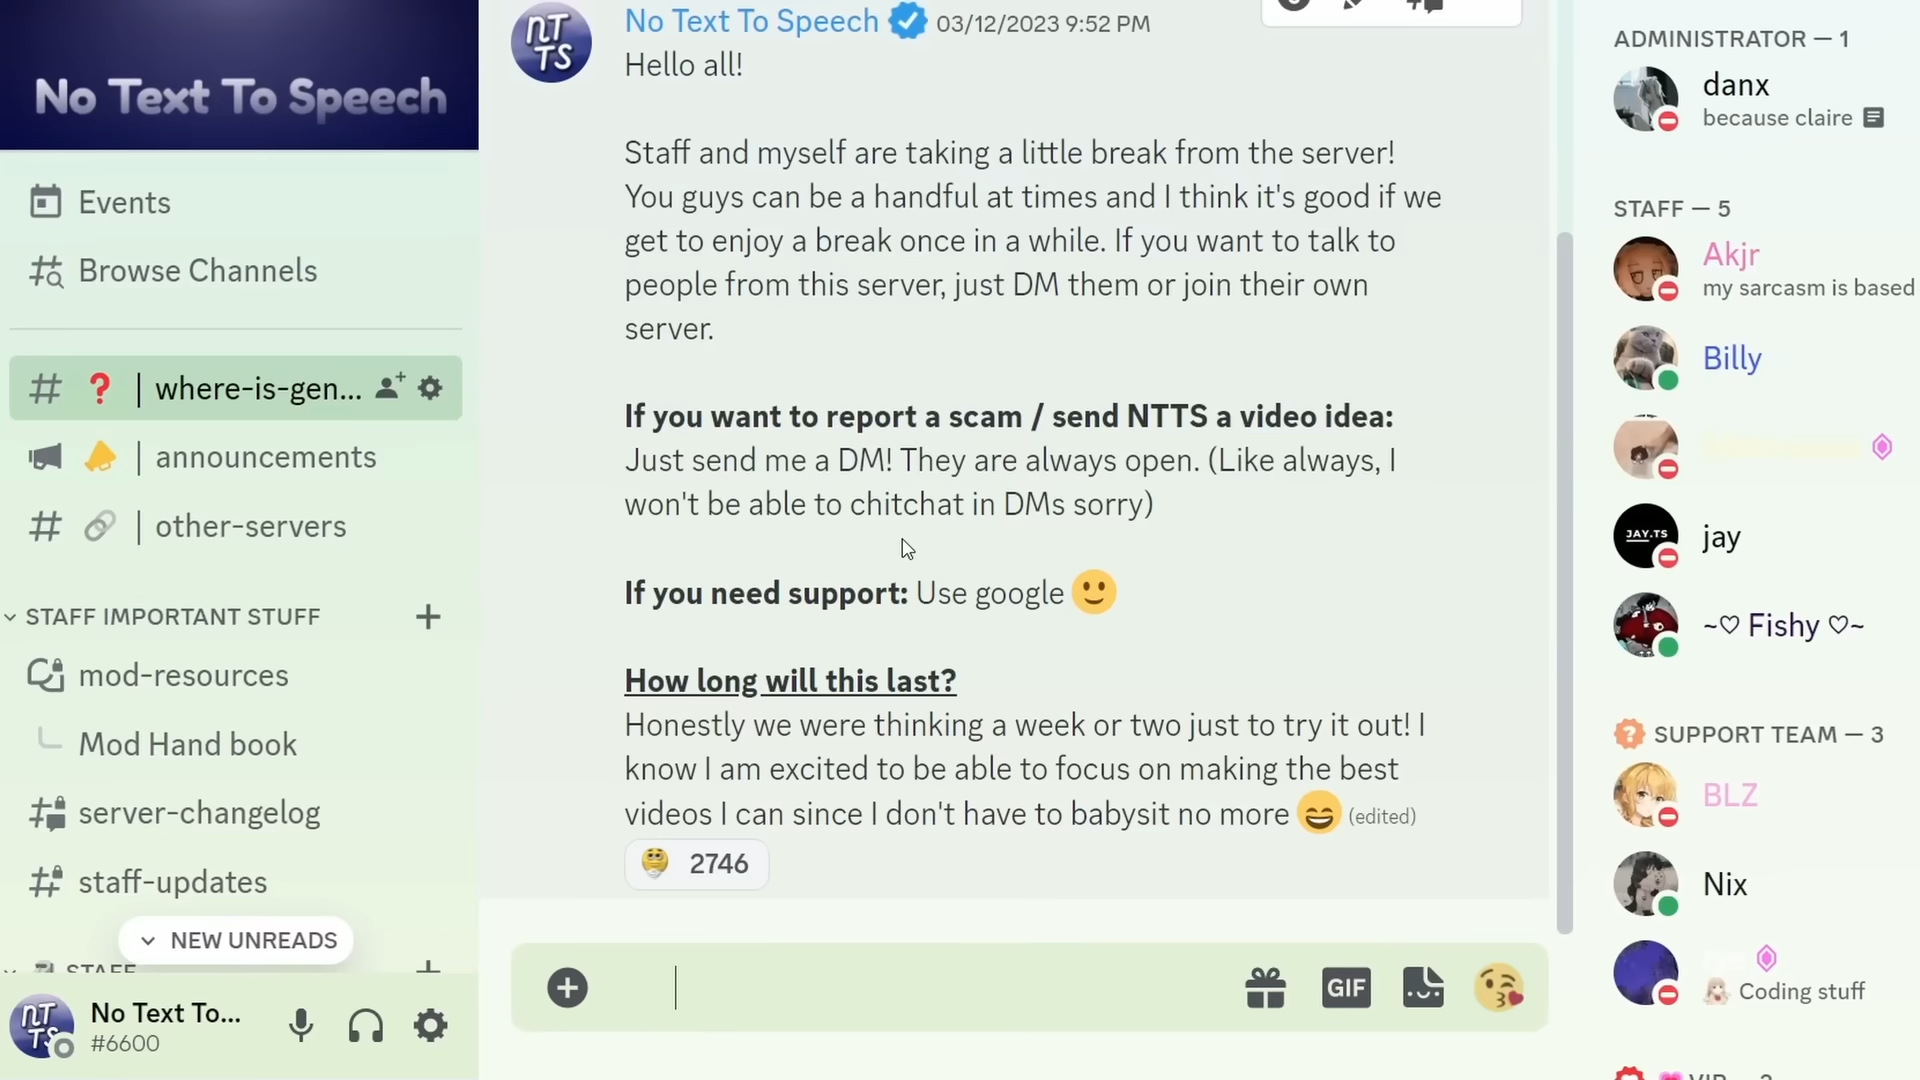 No Text To Speech
Events
Browse Channels
where-is-gen...
announcements
other-servers
STAFF IMPORTANT STUFF
mod-resources
Mod Hand book
server-changelog
staff-updates
NEW UNREADS
STAFF
NTTS
No Text To...
#6600
NTTS
No Text To Speech 03/12/2023 9:52 PM
Hello all!
Staff and myself are taking a little break from the server!
You guys can be a handful at times and I think it's good if we
get to enjoy a break once in a while. If you want to talk to
people from this server, just DM them or join their own
server.
If you want to report a scam / send NTTS a video idea:
Just send me a DM! They are always open. (Like always, I
won't be able to chitchat in DMs sorry)
If you need support: Use google 🙂
How long will this last?
Honestly we were thinking a week or two just to try it out! I
know I am excited to be able to focus on making the best
videos I can since I don't have to babysit no more 😄 (edited)
2746
GIF
ADMINISTRATOR — 1
danx
because claire
STAFF — 5
Akjr
my sarcasm is based
Billy
JAY.TS
jay
~♡ Fishy ♡~
SUPPORT TEAM — 3
BLZ
Nix
Coding stuff